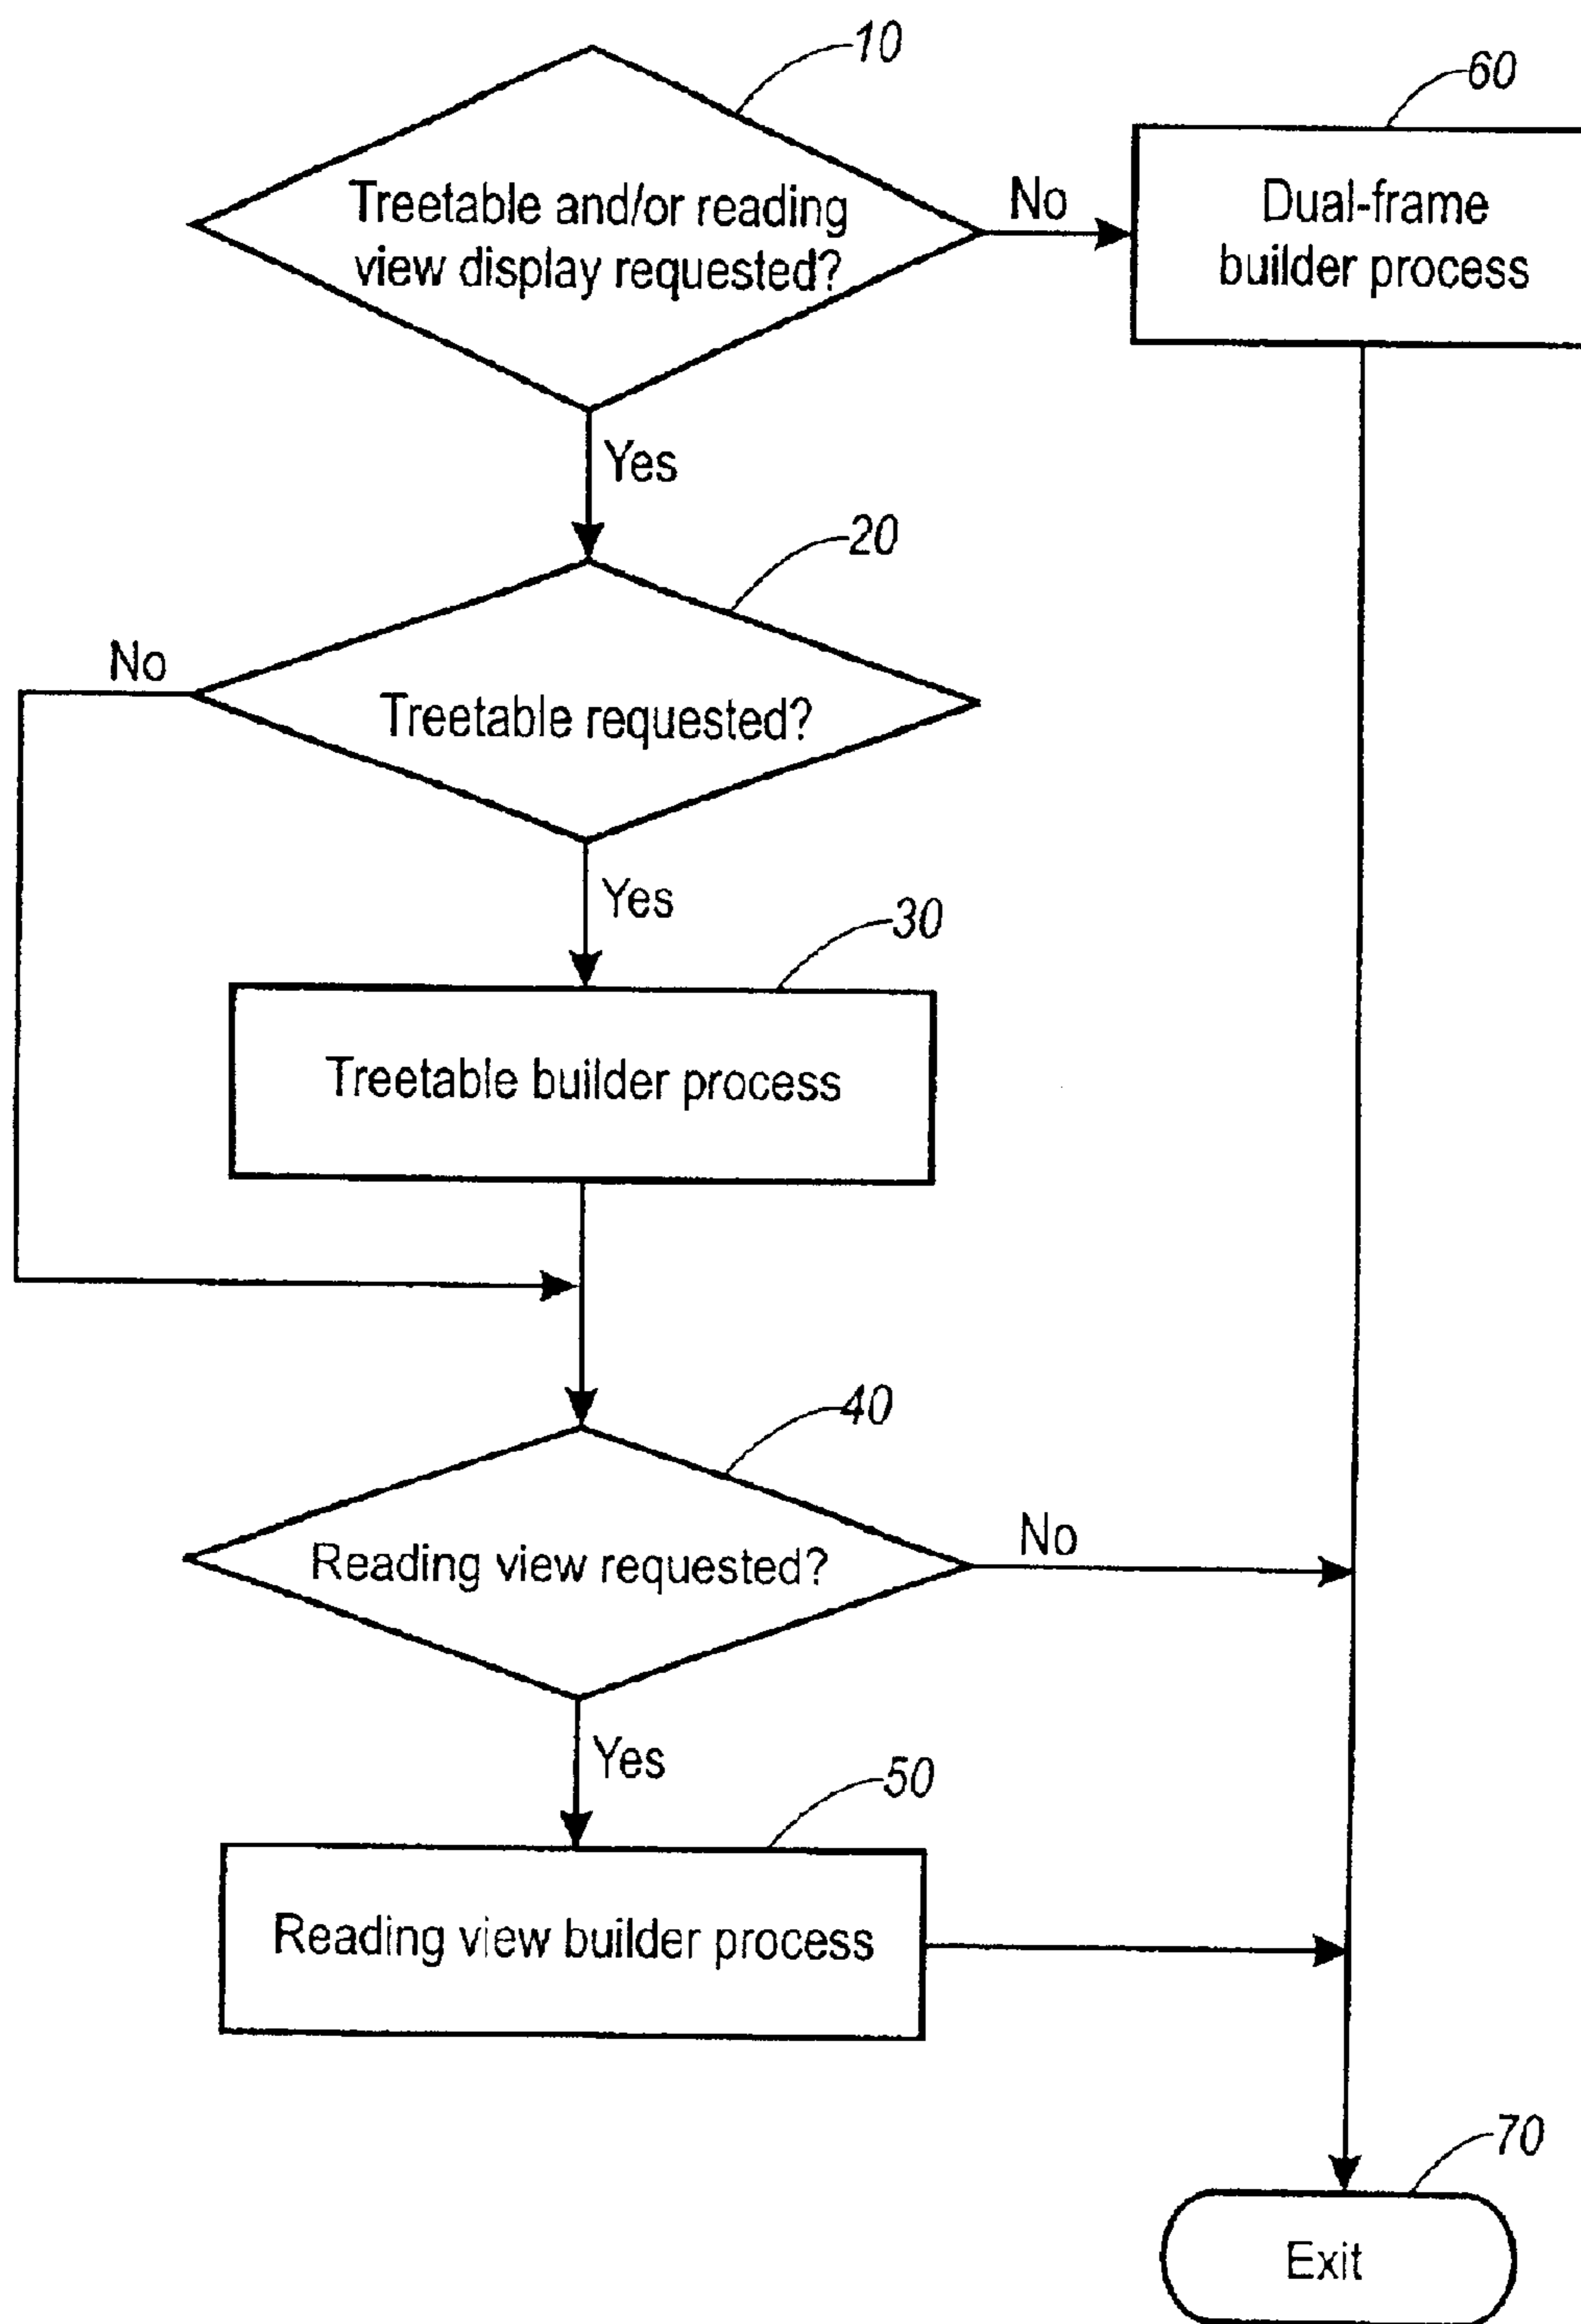 10
60
Treetable and/or reading
view display requested?
No
Dual-frame
builder process
Yes
20
No
Treetable requested?
Yes
30
Treetable builder process
40
Reading view requested?
No
Yes
50
Reading view builder process
70
Exit